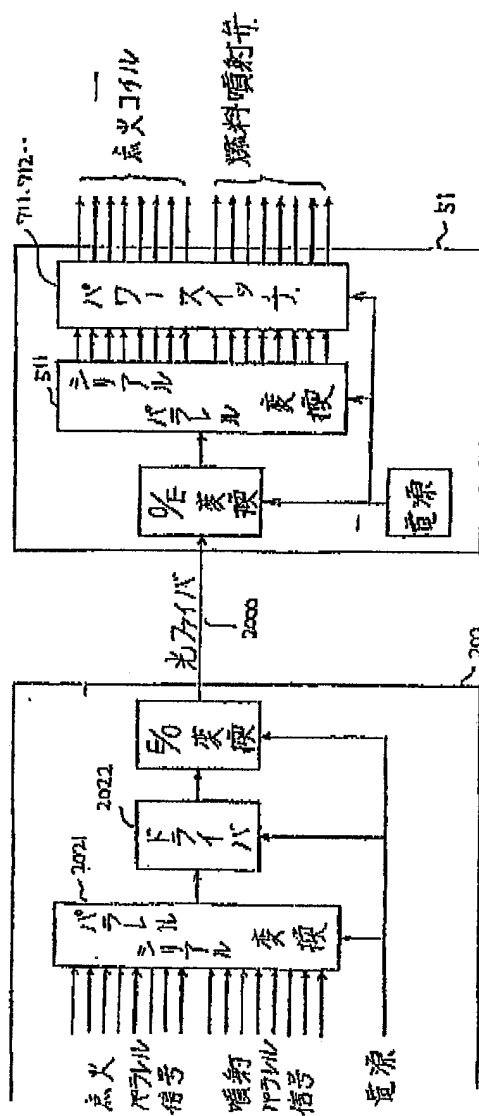 点火
パラレル
信号
噴射
パラレル
信号
電源
2021
パラレル
シリアル
変換
2022
ドライバ
E/O
変換
202
光ファイバ
2000
O/E
変換
電源
511
シリアル
パラレル
変換
711, 712‥
パワースイッチ
51
点火コイル
燃料噴射弁